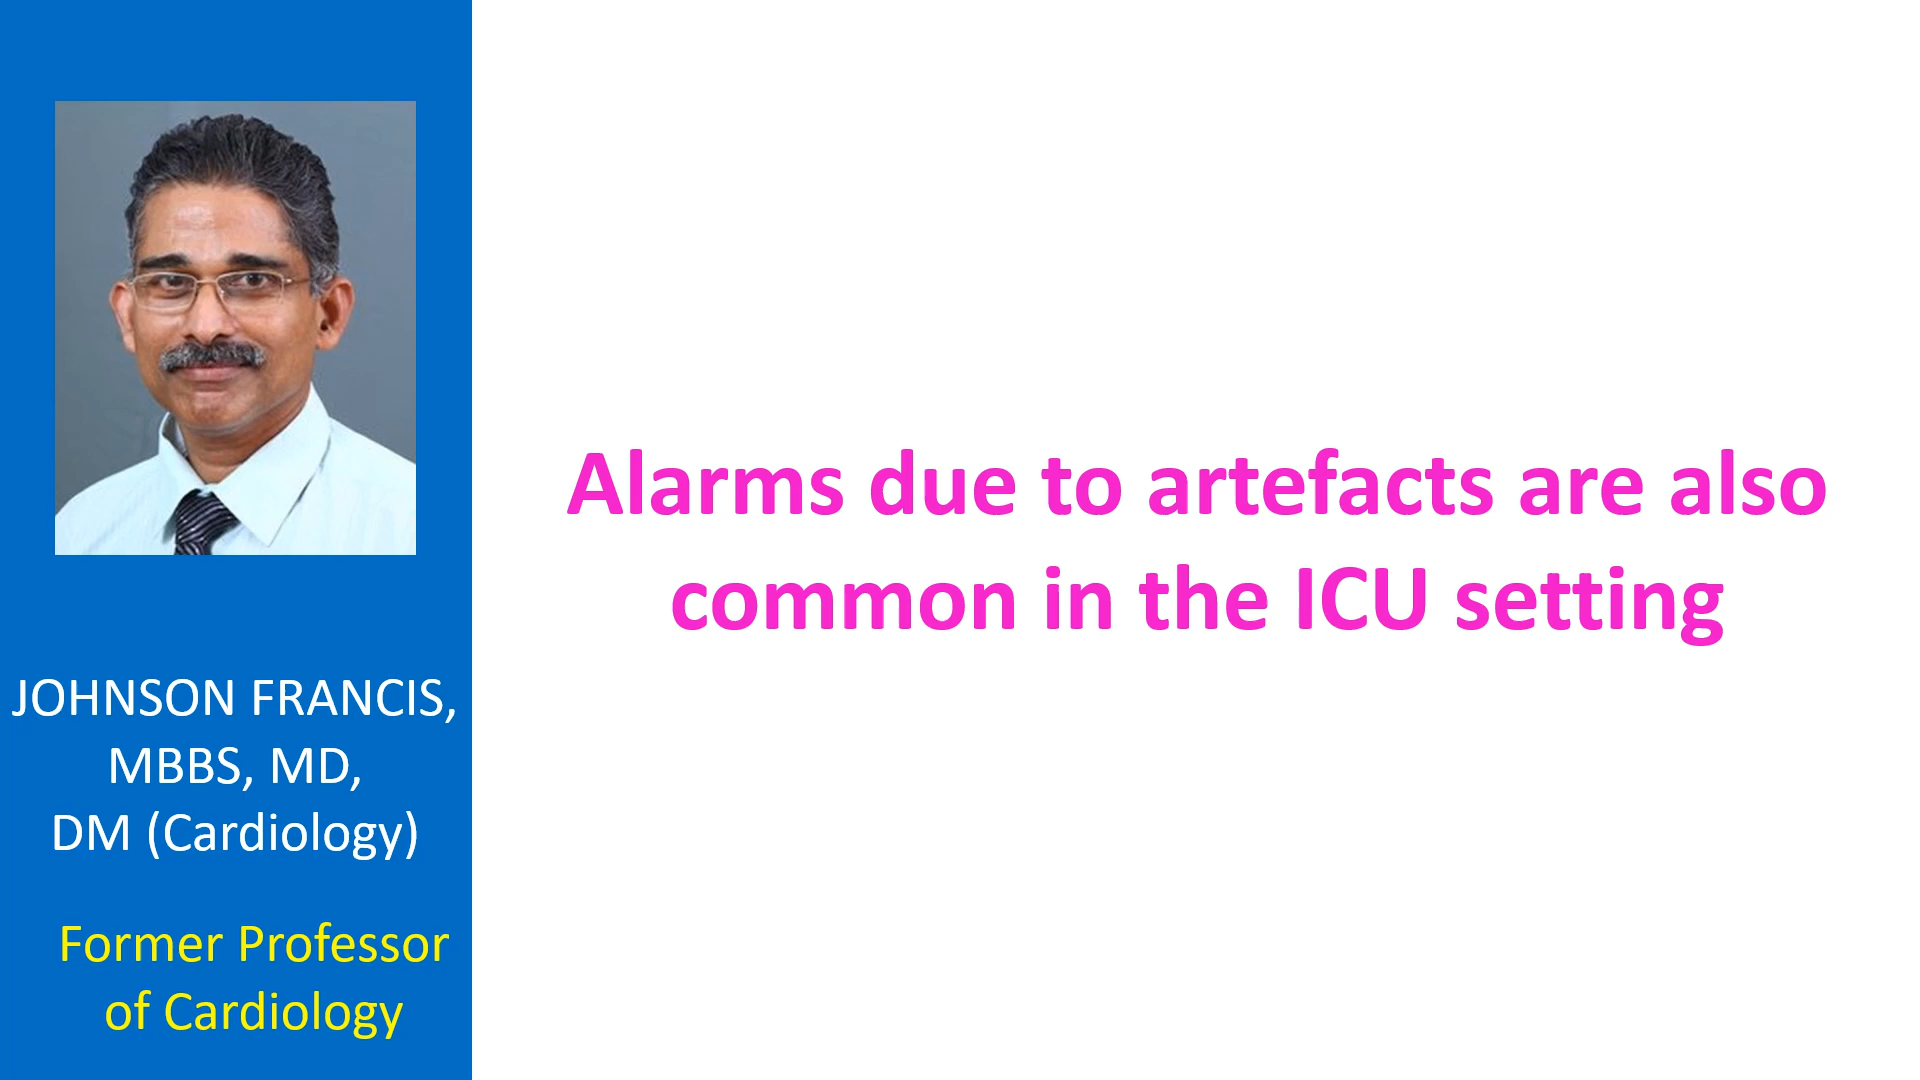 JOHNSON FRANCIS,
MBBS, MD,
DM (Cardiology)
Former Professor
of Cardiology
Alarms due to artefacts are also
common in the ICU setting